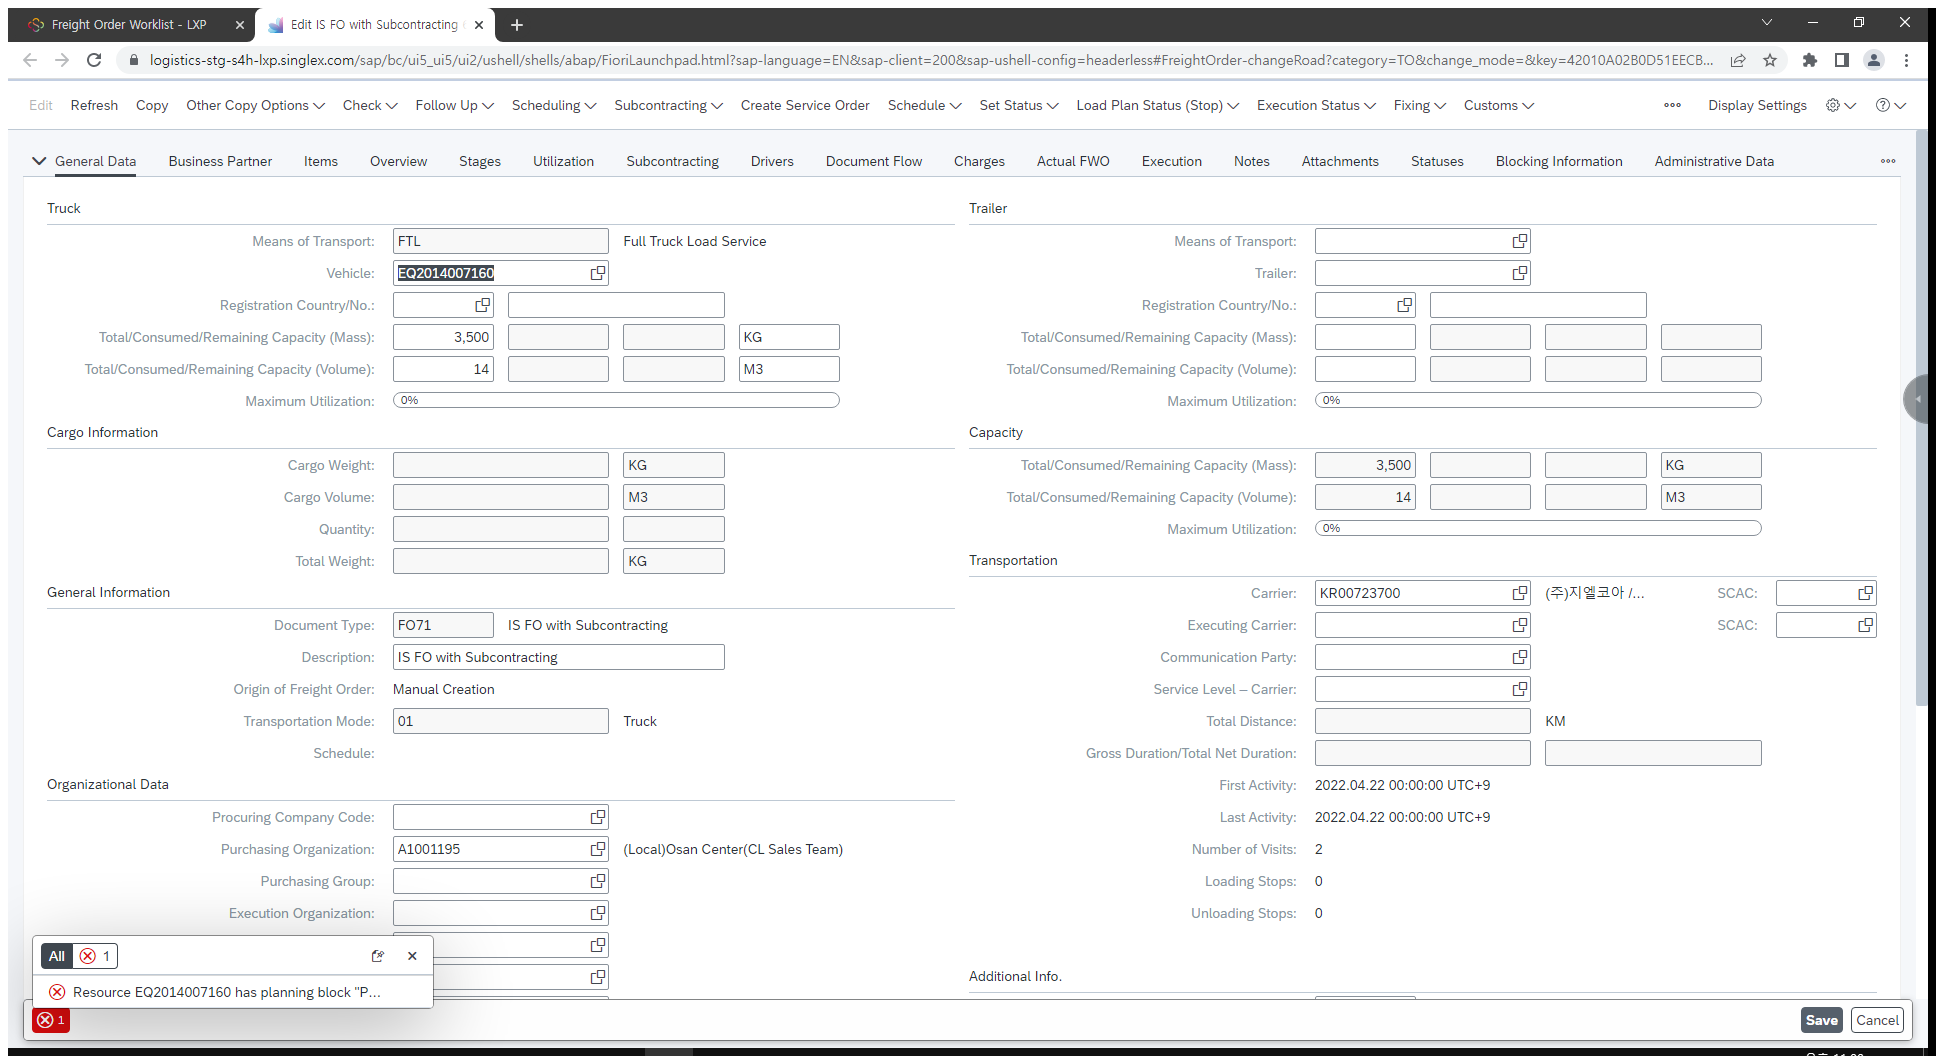 Freight Order Worklist - LXP
Edit IS FO with Subcontracting
logistics-stg-s4h-lxp.singlex.com/sap/bc/ui5_ui5/ui2/ushell/shells/abap/FioriLaunchpad.html?sap-language=EN&sap-client=200&sap-ushell-config=headerless#FreightOrder-changeRoad?category=TO&change_mode=&key=42010A02B0D51EECB...
Edit Refresh Copy Other Copy Options Check Follow Up Scheduling Subcontracting Create Service Order Schedule Set Status Load Plan Status (Stop) Execution Status Fixing Customs Display Settings
General Data Business Partner Items Overview Stages Utilization Subcontracting Drivers Document Flow Charges Actual FWO Execution Notes Attachments Statuses Blocking Information Administrative Data
Truck
Means of Transport: FTL Full Truck Load Service
Vehicle: EQ2014007160
Registration Country/No.:
Total/Consumed/Remaining Capacity (Mass): 3,500 KG
Total/Consumed/Remaining Capacity (Volume): 14 M3
Maximum Utilization: 0%
Cargo Information
Cargo Weight: KG
Cargo Volume: M3
Quantity:
Total Weight: KG
General Information
Document Type: FO71 IS FO with Subcontracting
Description: IS FO with Subcontracting
Origin of Freight Order: Manual Creation
Transportation Mode: 01 Truck
Schedule:
Organizational Data
Procuring Company Code:
Purchasing Organization: A1001195 (Local)Osan Center(CL Sales Team)
Purchasing Group:
Execution Organization:
Trailer
Means of Transport:
Trailer:
Registration Country/No.:
Total/Consumed/Remaining Capacity (Mass):
Total/Consumed/Remaining Capacity (Volume):
Maximum Utilization: 0%
Capacity
Total/Consumed/Remaining Capacity (Mass): 3,500 KG
Total/Consumed/Remaining Capacity (Volume): 14 M3
Maximum Utilization: 0%
Transportation
Carrier: KR00723700 (주)지엘코아 /... SCAC:
Executing Carrier: SCAC:
Communication Party:
Service Level – Carrier:
Total Distance: KM
Gross Duration/Total Net Duration:
First Activity: 2022.04.22 00:00:00 UTC+9
Last Activity: 2022.04.22 00:00:00 UTC+9
Number of Visits: 2
Loading Stops: 0
Unloading Stops: 0
Additional Info.
All 1
Resource EQ2014007160 has planning block "P...
1
Save Cancel